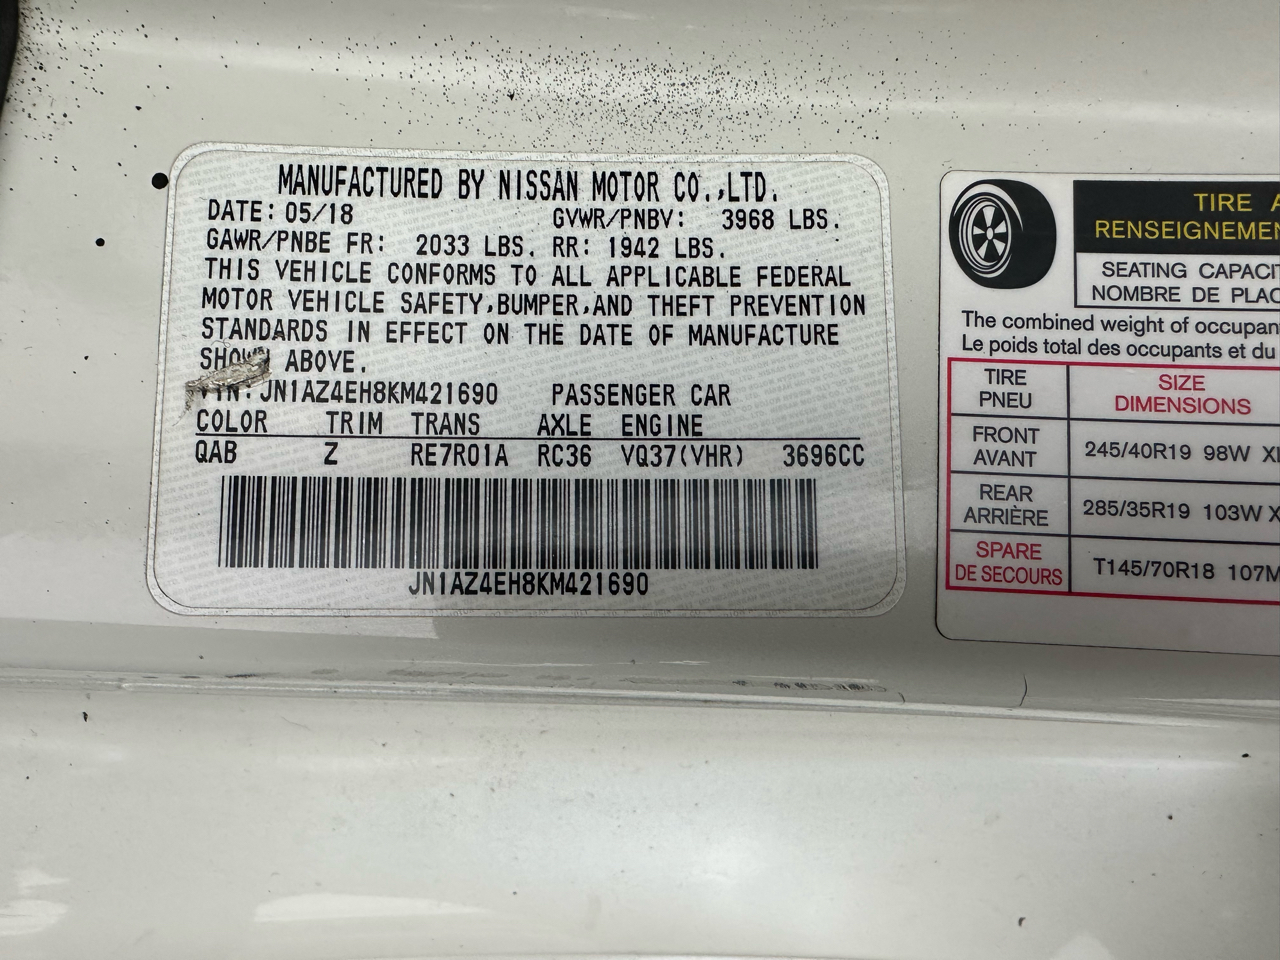 MANUFACTURED BY NISSAN MOTOR CO.,LTD.
DATE: 05/18 GVWR/PNBV: 3968 LBS.
GAWR/PNBE FR: 2033 LBS. RR: 1942 LBS.
THIS VEHICLE CONFORMS TO ALL APPLICABLE FEDERAL
MOTOR VEHICLE SAFETY,BUMPER,AND THEFT PREVENTION
STANDARDS IN EFFECT ON THE DATE OF MANUFACTURE
SHOWN ABOVE.
VIN: JN1AZ4EH8KM421690 PASSENGER CAR
COLOR TRIM TRANS AXLE ENGINE
QAB Z RE7R01A RC36 VQ37(VHR) 3696CC
JN1AZ4EH8KM421690
TIRE
SEATING
NOMBRE DE
The combined weight of
Le poids total des occupants et du
TIRE SIZE
PNEU DIMENSIONS
FRONT
AVANT 245/40R19 98W
REAR
ARRIÈRE 285/35R19 103W
SPARE
DE SECOURS T145/70R18